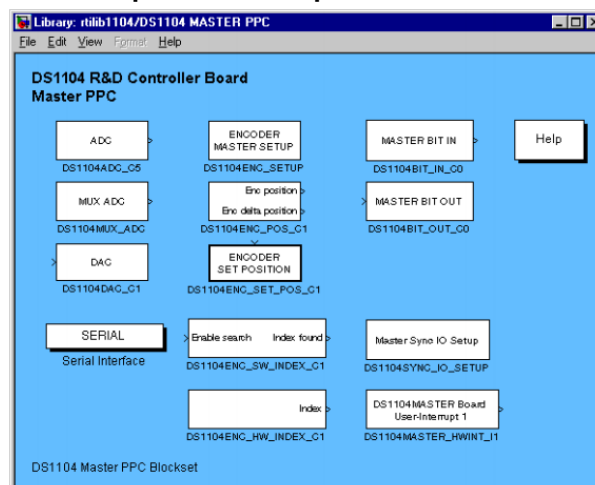 Library: rtilib1104/DS1104 MASTER PPC
File Edit View Format Help
DS1104 R&D Controller Board
Master PPC
ADC
DS1104ADC_C5
ENCODER
MASTER SETUP
DS1104ENC_SETUP
MASTER BIT IN
DS1104BIT_IN_C0
Help
MUX ADC
DS1104MUX_ADC
Enc position
Enc delta position
DS1104ENC_POS_C1
MASTER BIT OUT
DS1104BIT_OUT_C0
DAC
DS1104DAC_C1
ENCODER
SET POSITION
DS1104ENC_SET_POS_C1
SERIAL
Serial Interface
Enable search Index found
DS1104ENC_SW_INDEX_C1
Master Sync IO Setup
DS1104SYNC_IO_SETUP
Index
DS1104ENC_HW_INDEX_C1
DS1104MASTER Board
User-Interrupt 1
DS1104MASTER_HWINT_I1
DS1104 Master PPC Blockset